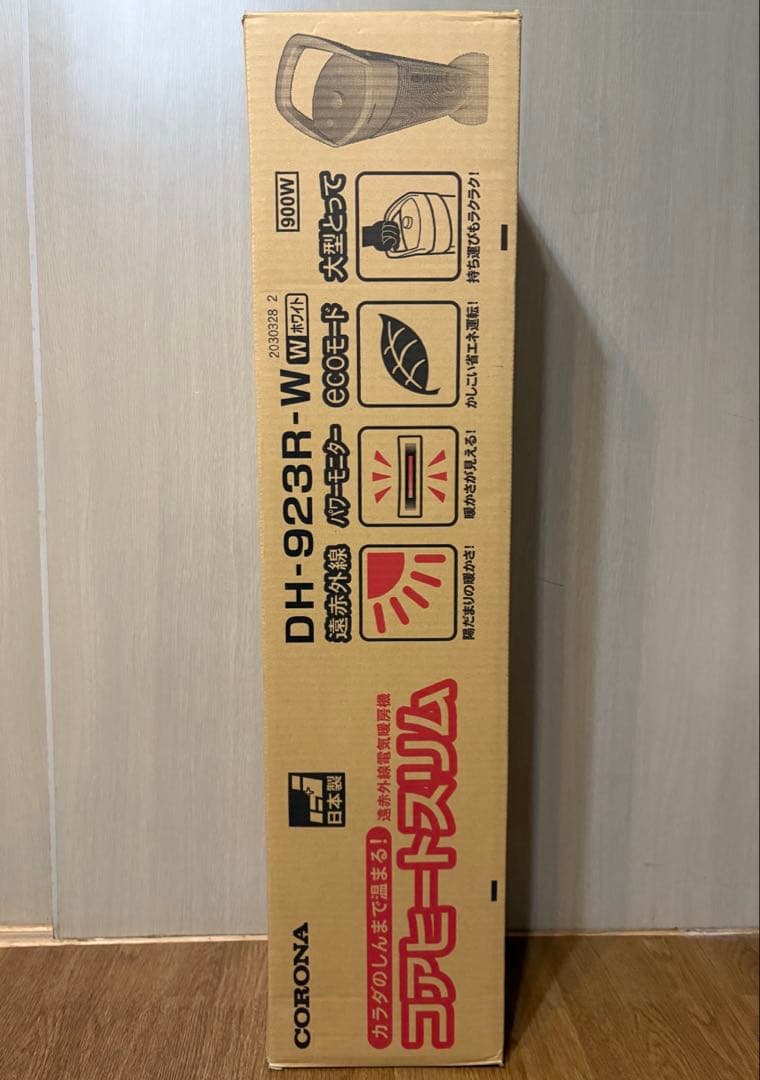 CORONA
日本製
カラダのしんまで温まる!
遠赤外線電気暖房機
コアヒートスリム
2030328 2
DH-923R-W
W ホワイト
900W
遠赤外線
陽だまりの暖かさ!
パワーモニター
暖かさが見える!
ecoモード
かしこい省エネ運転!
大型とって
持ち運びもラクラク!